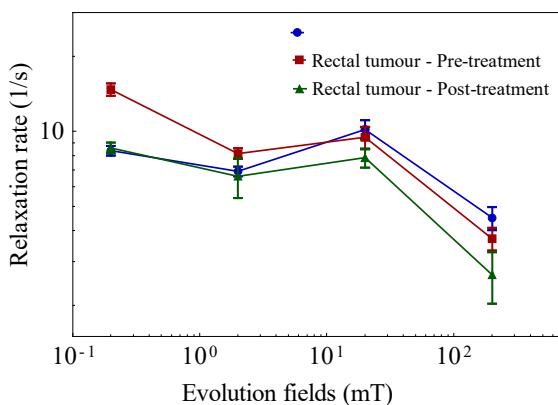 Rectal tumour - Pre-treatment
Rectal tumour - Post-treatment
Relaxation rate (1/s)
10
10⁻¹ 10⁰ 10¹ 10²
Evolution fields (mT)